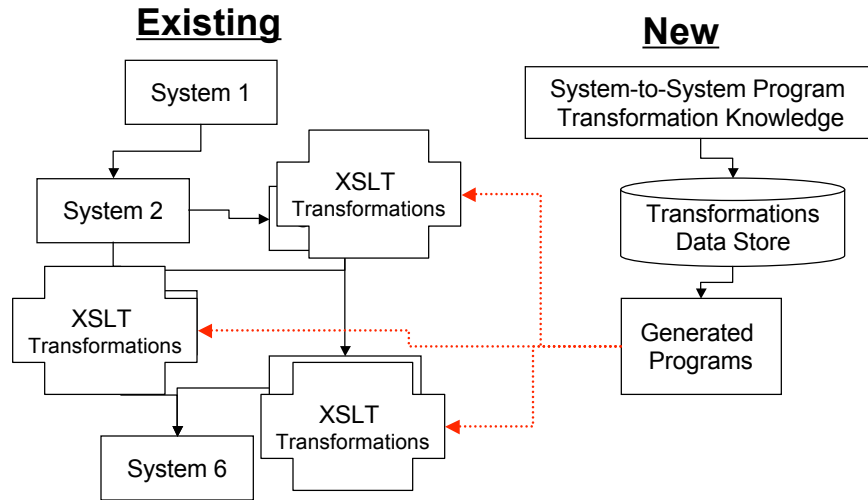 Existing
New
System 1
System-to-System Program
Transformation Knowledge
XSLT
Transformations
System 2
Transformations
Data Store
XSLT
Transformations
Generated
Programs
XSLT
Transformations
System 6